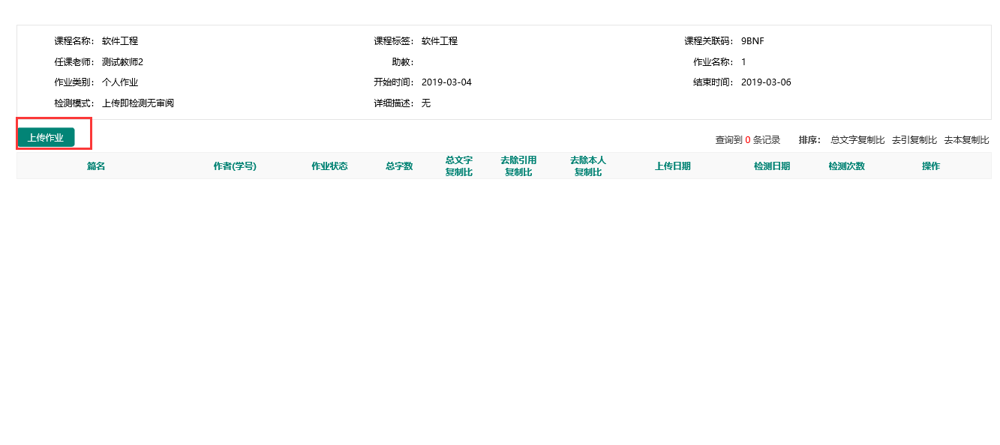 课程名称： 软件工程 课程标签： 软件工程 课程关联码： 9BNF
任课老师： 测试教师2 助教： 作业名称： 1
作业类别： 个人作业 开始时间： 2019-03-04 结束时间： 2019-03-06
检测模式： 上传即检测无审阅 详细描述： 无
上传作业 查询到 0 条记录 排序： 总文字复制比 去引复制比 去本复制比
篇名 作者(学号) 作业状态 总字数 总文字复制比 去除引用复制比 去除本人复制比 上传日期 检测日期 检测次数 操作